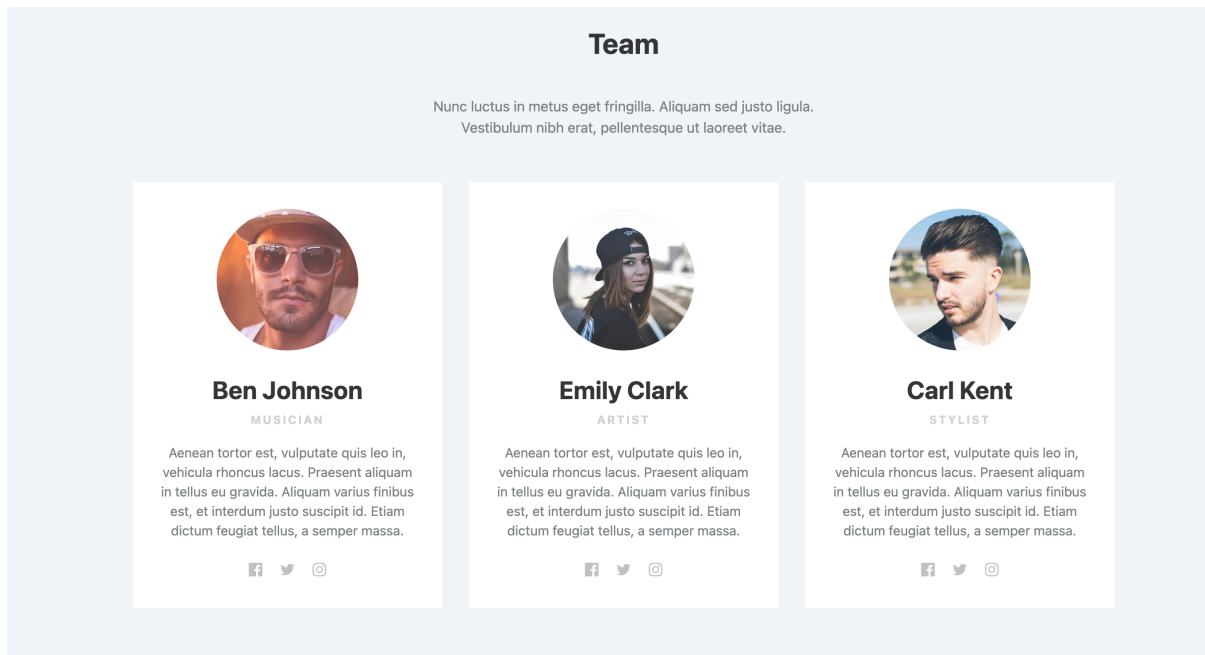 Team
Nunc luctus in metus eget fringilla. Aliquam sed justo ligula.
Vestibulum nibh erat, pellentesque ut laoreet vitae.
Ben Johnson
MUSICIAN
Aenean tortor est, vulputate quis leo in,
vehicula rhoncus lacus. Praesent aliquam
in tellus eu gravida. Aliquam varius finibus
est, et interdum justo suscipit id. Etiam
dictum feugiat tellus, a semper massa.
Emily Clark
ARTIST
Aenean tortor est, vulputate quis leo in,
vehicula rhoncus lacus. Praesent aliquam
in tellus eu gravida. Aliquam varius finibus
est, et interdum justo suscipit id. Etiam
dictum feugiat tellus, a semper massa.
Carl Kent
STYLIST
Aenean tortor est, vulputate quis leo in,
vehicula rhoncus lacus. Praesent aliquam
in tellus eu gravida. Aliquam varius finibus
est, et interdum justo suscipit id. Etiam
dictum feugiat tellus, a semper massa.